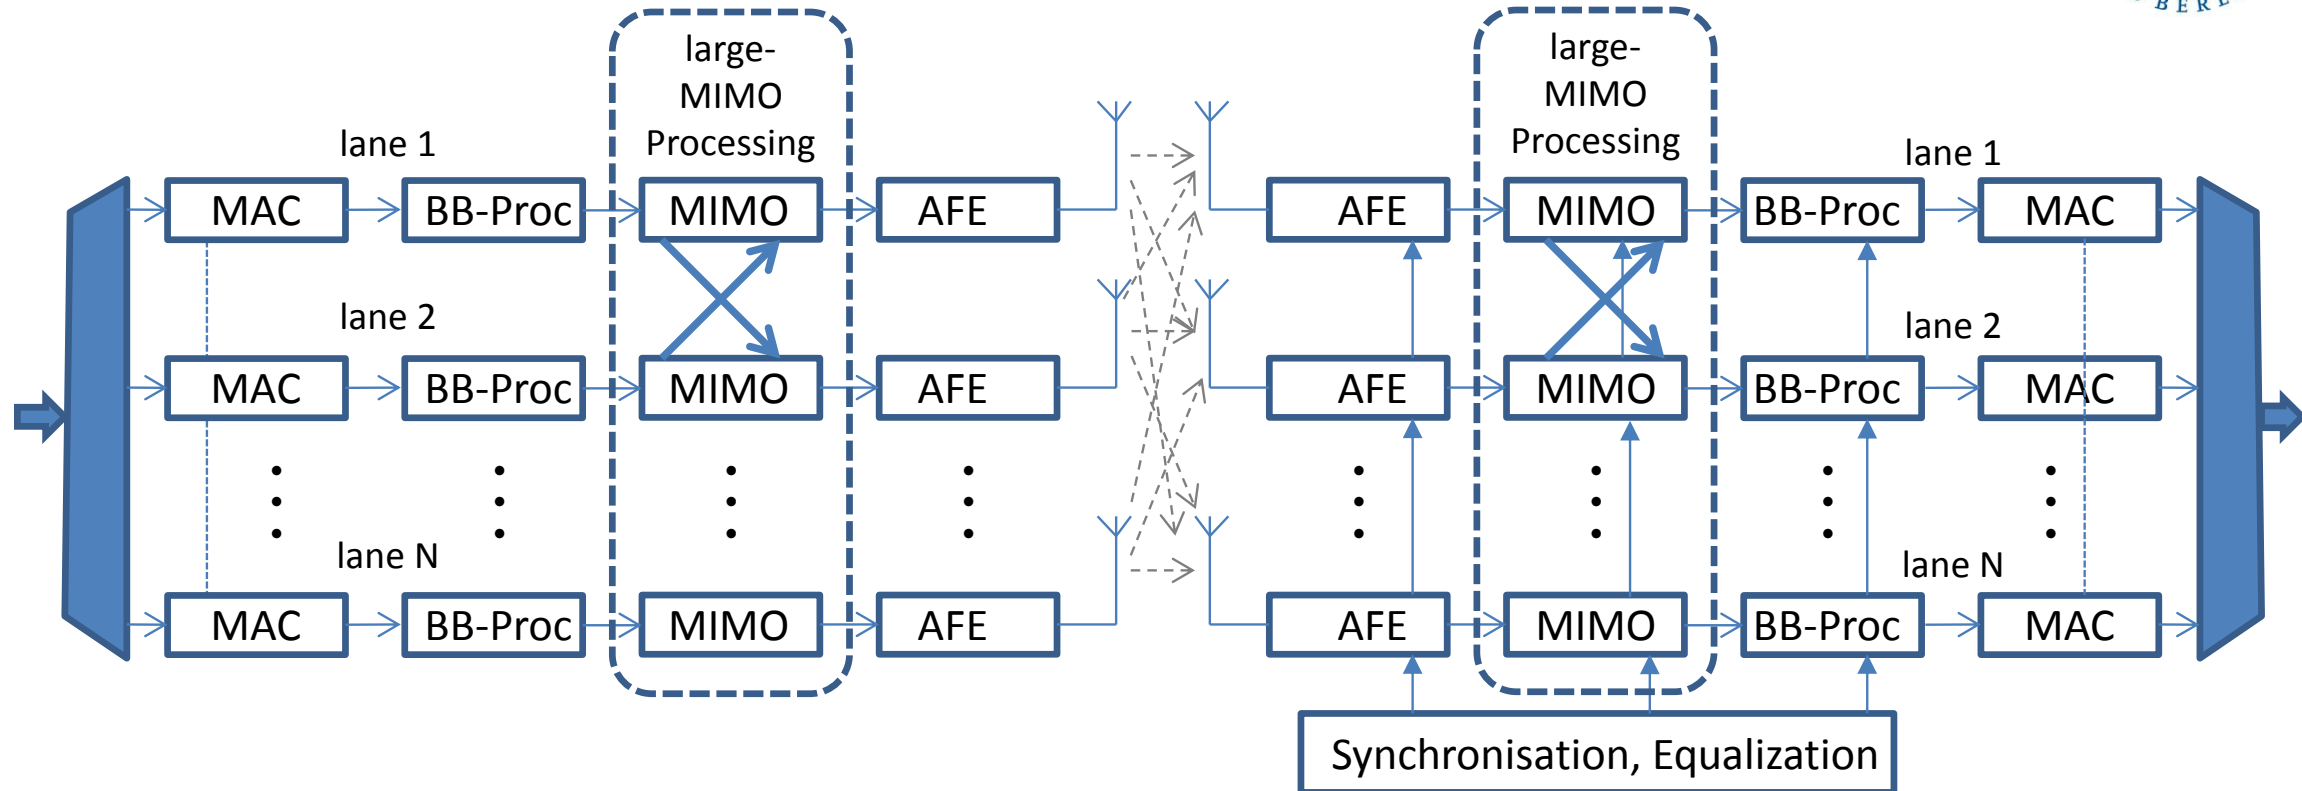 large-
MIMO
Processing
large-
MIMO
Processing
lane 1
lane 1
MAC BB-Proc MIMO AFE AFE MIMO BB-Proc MAC
lane 2
lane 2
MAC BB-Proc MIMO AFE AFE MIMO BB-Proc MAC
lane N
lane N
MAC BB-Proc MIMO AFE AFE MIMO BB-Proc MAC
Synchronisation, Equalization